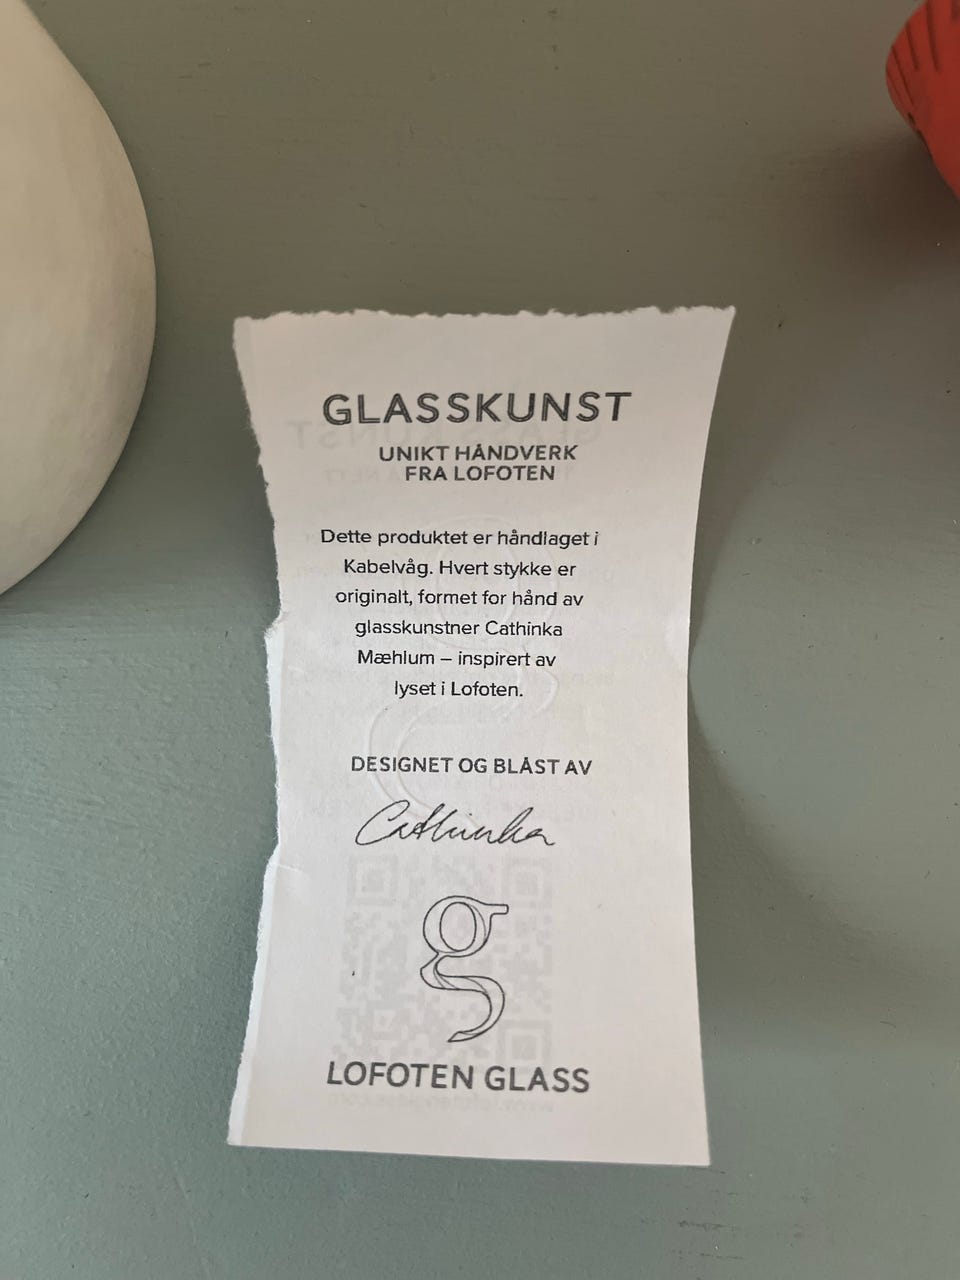 GLASSKUNST
UNIKT HÅNDVERK
FRA LOFOTEN
Dette produktet er håndlaget i
Kabelvåg. Hvert stykke er
originalt, formet for hånd av
glasskunstner Cathinka
Mæhlum – inspirert av
lyset i Lofoten.
DESIGNET OG BLÅST AV
Cathinka
g
LOFOTEN GLASS